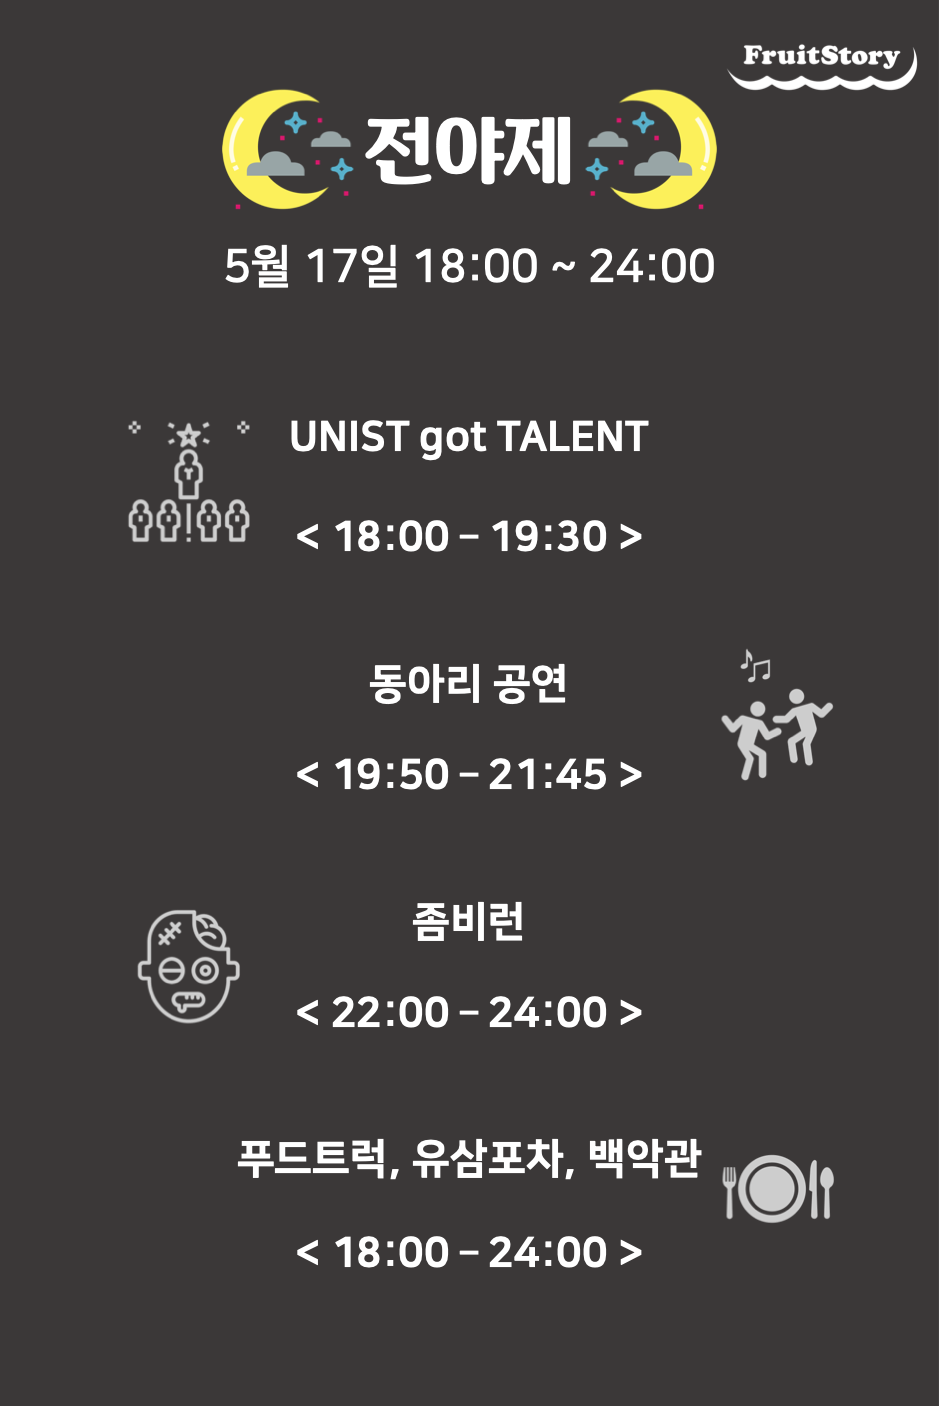 FruitStory
전야제
5월 17일 18:00 ~ 24:00
UNIST got TALENT
< 18:00 – 19:30 >
동아리 공연
< 19:50 – 21:45 >
좀비런
< 22:00 – 24:00 >
푸드트럭, 유삼포차, 백악관
< 18:00 – 24:00 >